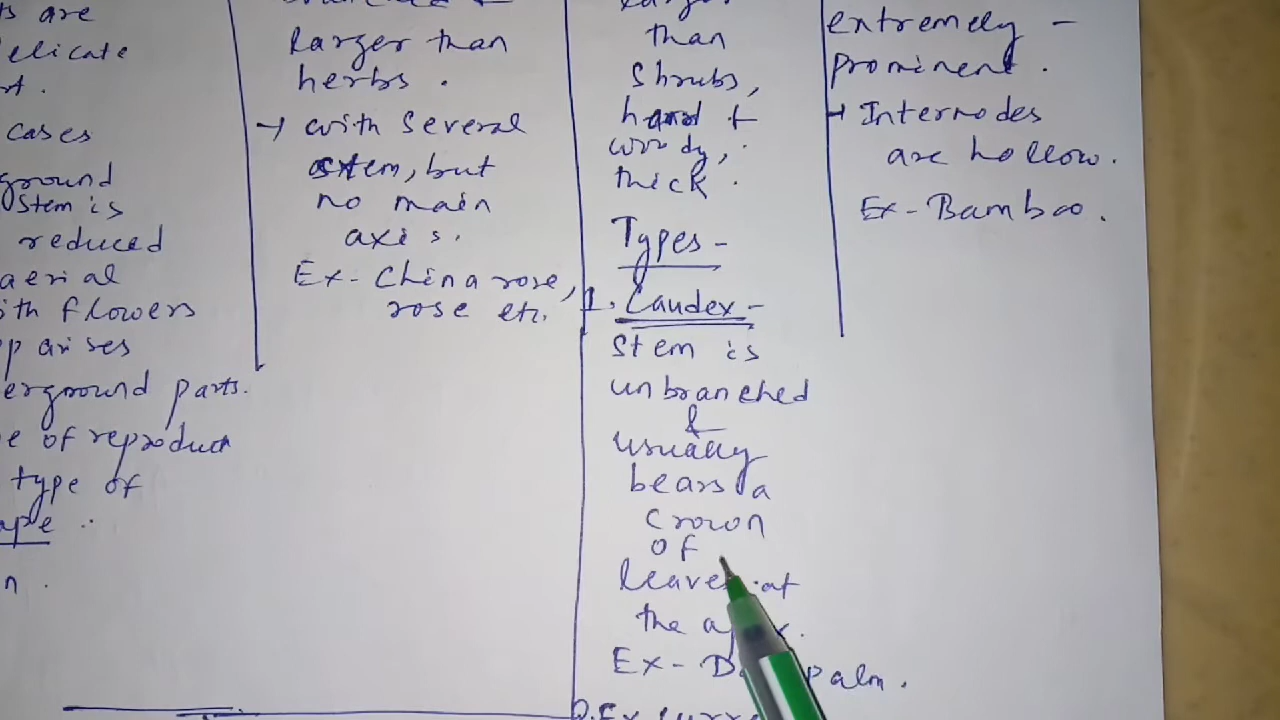 are
elicate
cases
ground
stem is
reduced
aerial
ith flowers
p arises
erground parts.
e of reproduct
type of
ape
n.
larger than
herbs.
→ with several
stem, but
no main
axis.
Ex- China rose,
rose etc.
than
shrubs,
hard +
woody,
thick.
Types-
1. Caudex-
Stem is
unbranched
&
usually
bears a
crown
of
leaves at
the
Ex- D palm.
extremely -
prominent.
→ Internodes
are hollow.
Ex- Bamboo.